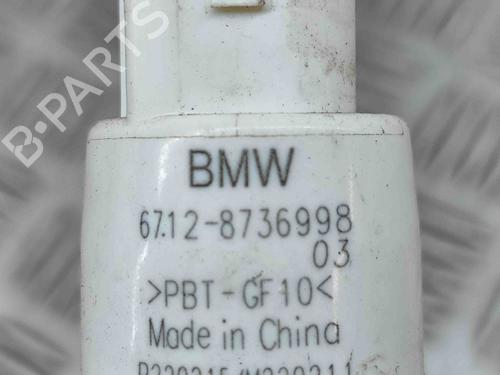 B-PARTS
BMW
67.12-8736998
03
>PBT-GF10<
Made in China